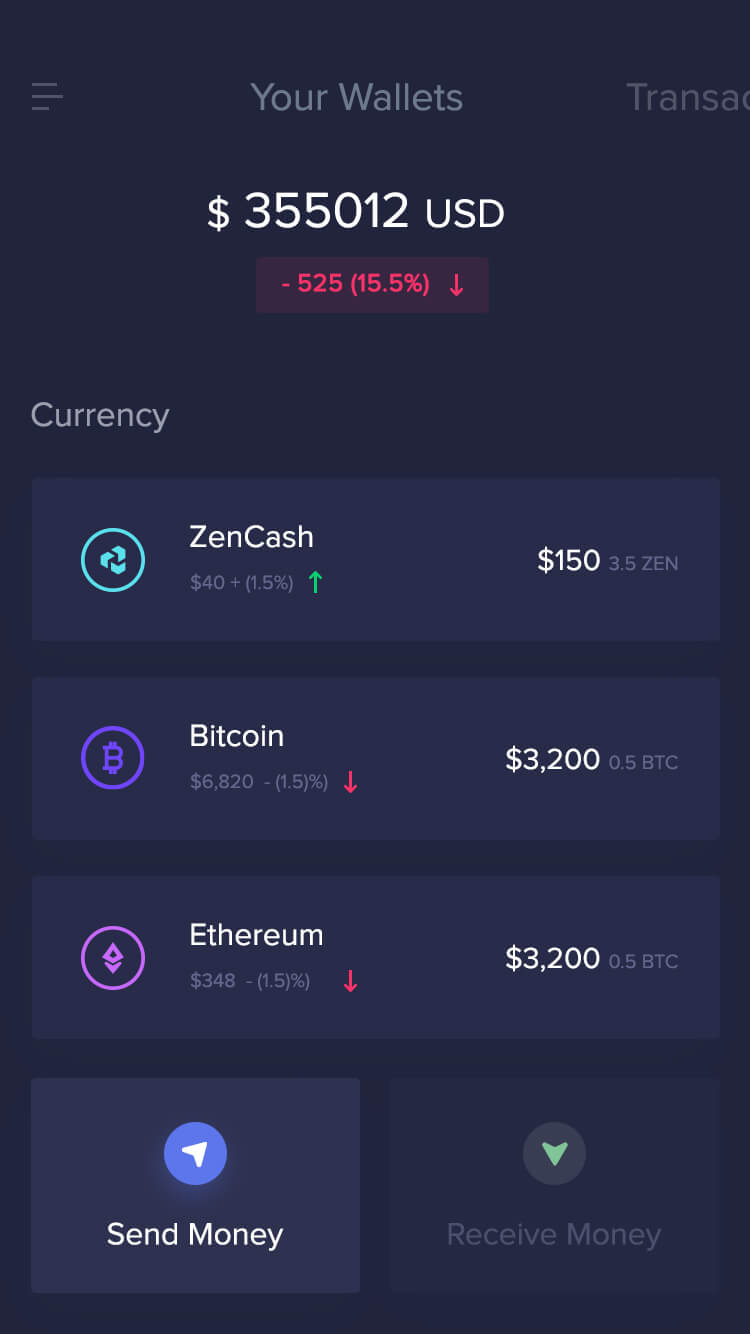 Your Wallets
Transac
$ 355012 USD
- 525 (15.5%) ↓
Currency
ZenCash
$40 + (1.5%) ↑
$150 3.5 ZEN
Bitcoin
$6,820 - (1.5)%) ↓
$3,200 0.5 BTC
Ethereum
$348 - (1.5)%) ↓
$3,200 0.5 BTC
Send Money
Receive Money